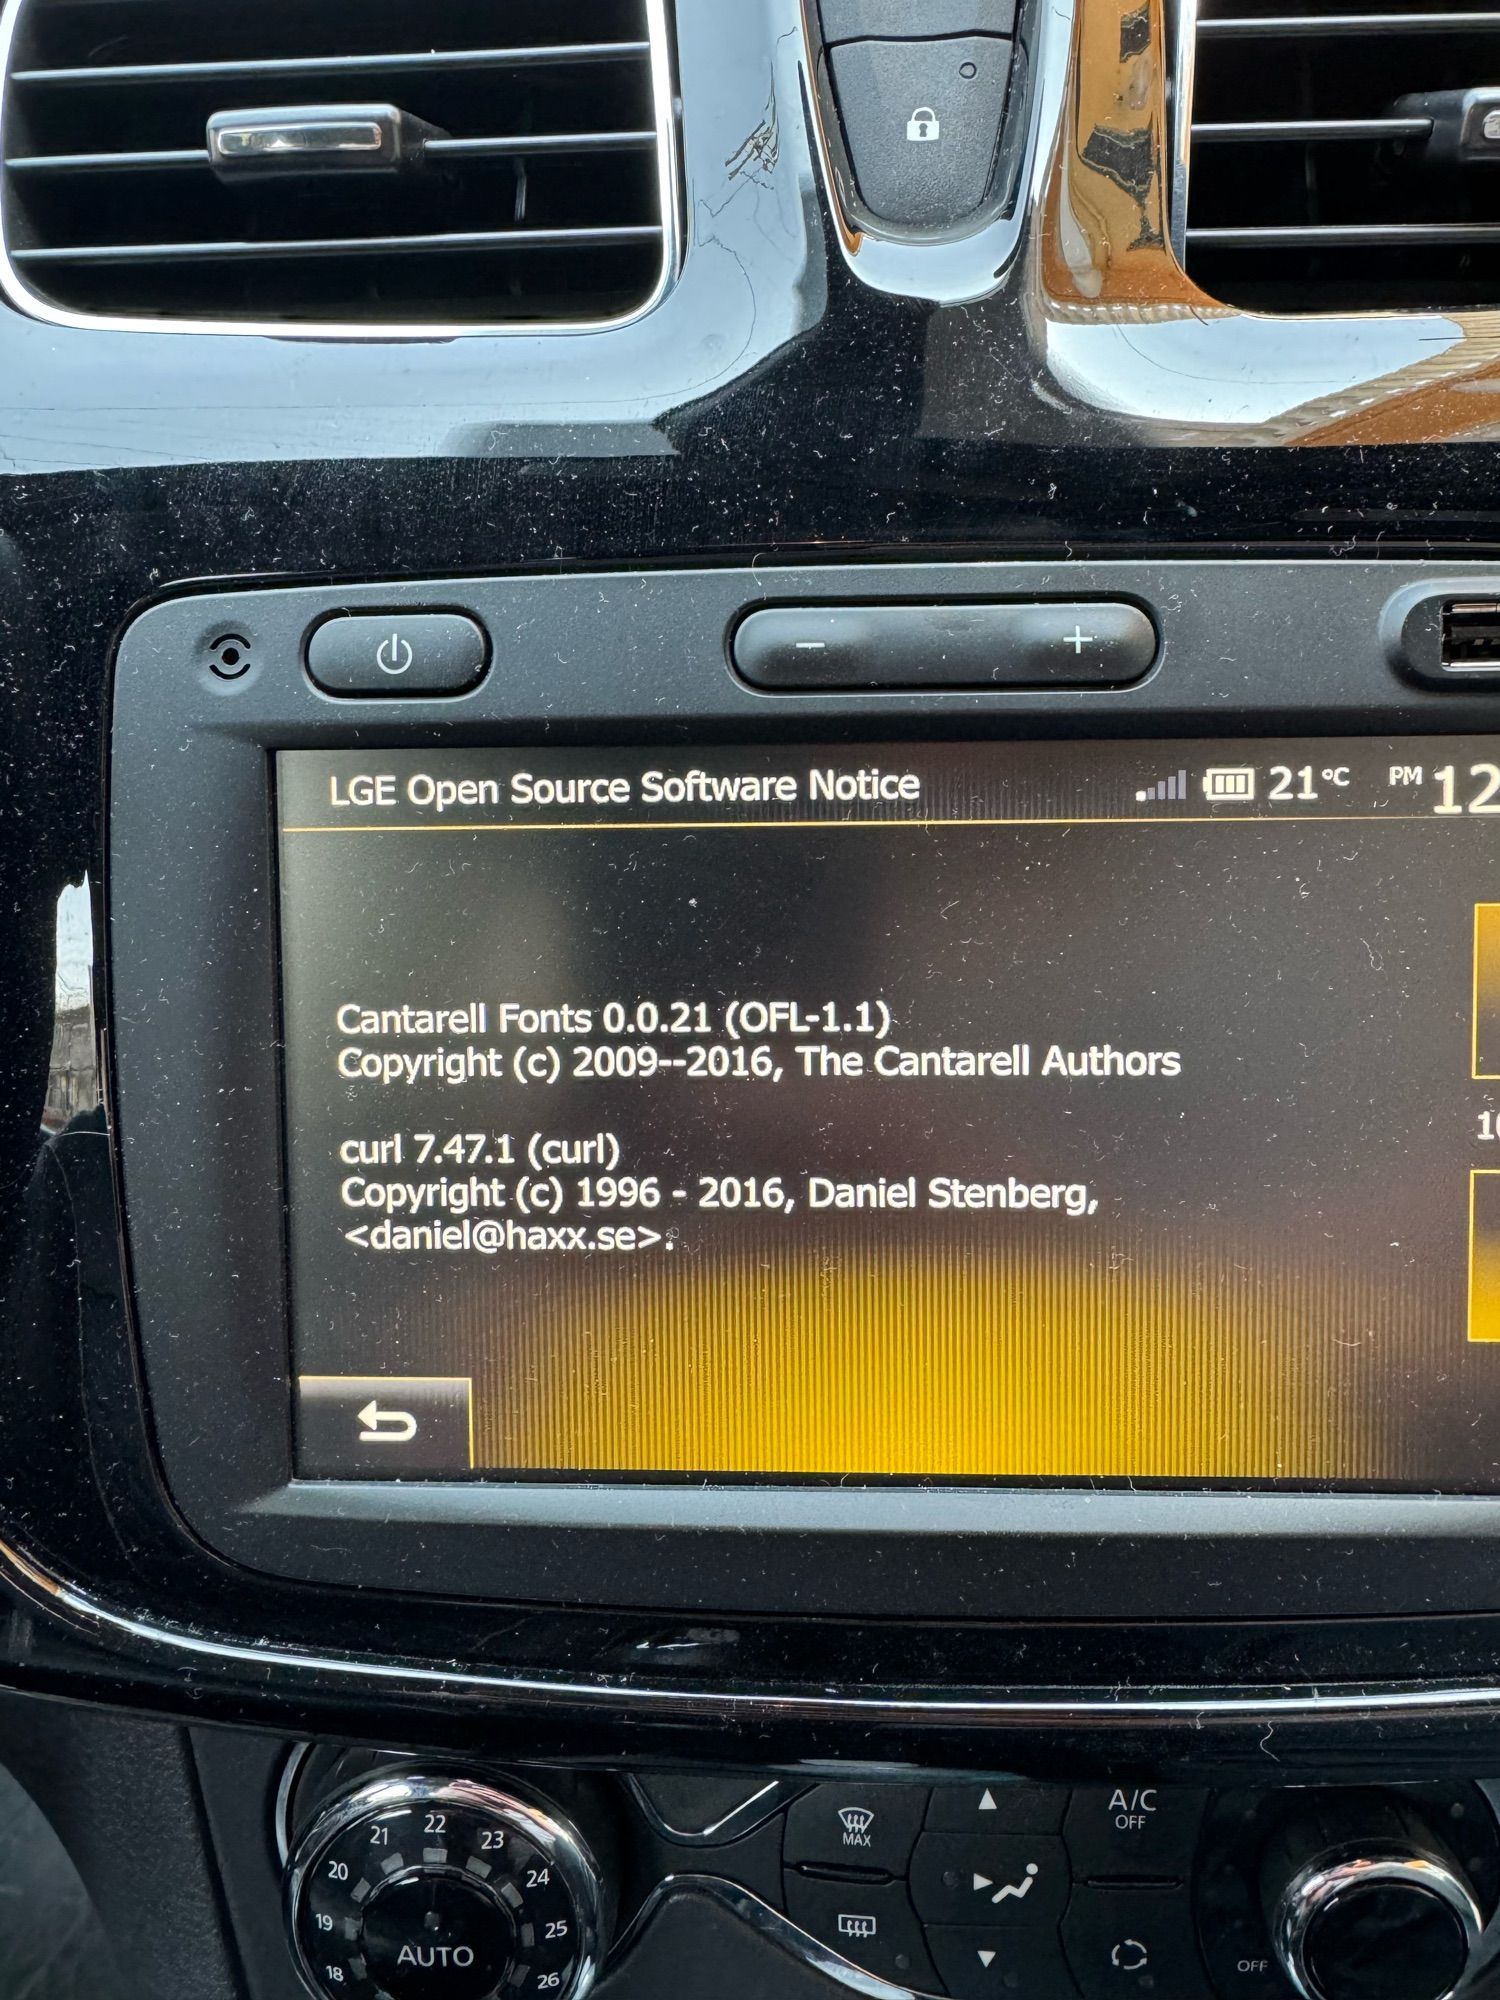 LGE Open Source Software Notice 21°C PM 12
Cantarell Fonts 0.0.21 (OFL-1.1)
Copyright (c) 2009--2016, The Cantarell Authors
curl 7.47.1 (curl)
Copyright (c) 1996 - 2016, Daniel Stenberg,
<daniel@haxx.se>.
18 19 20 21 22 23 24 25 26
AUTO
MAX
A/C
OFF
OFF